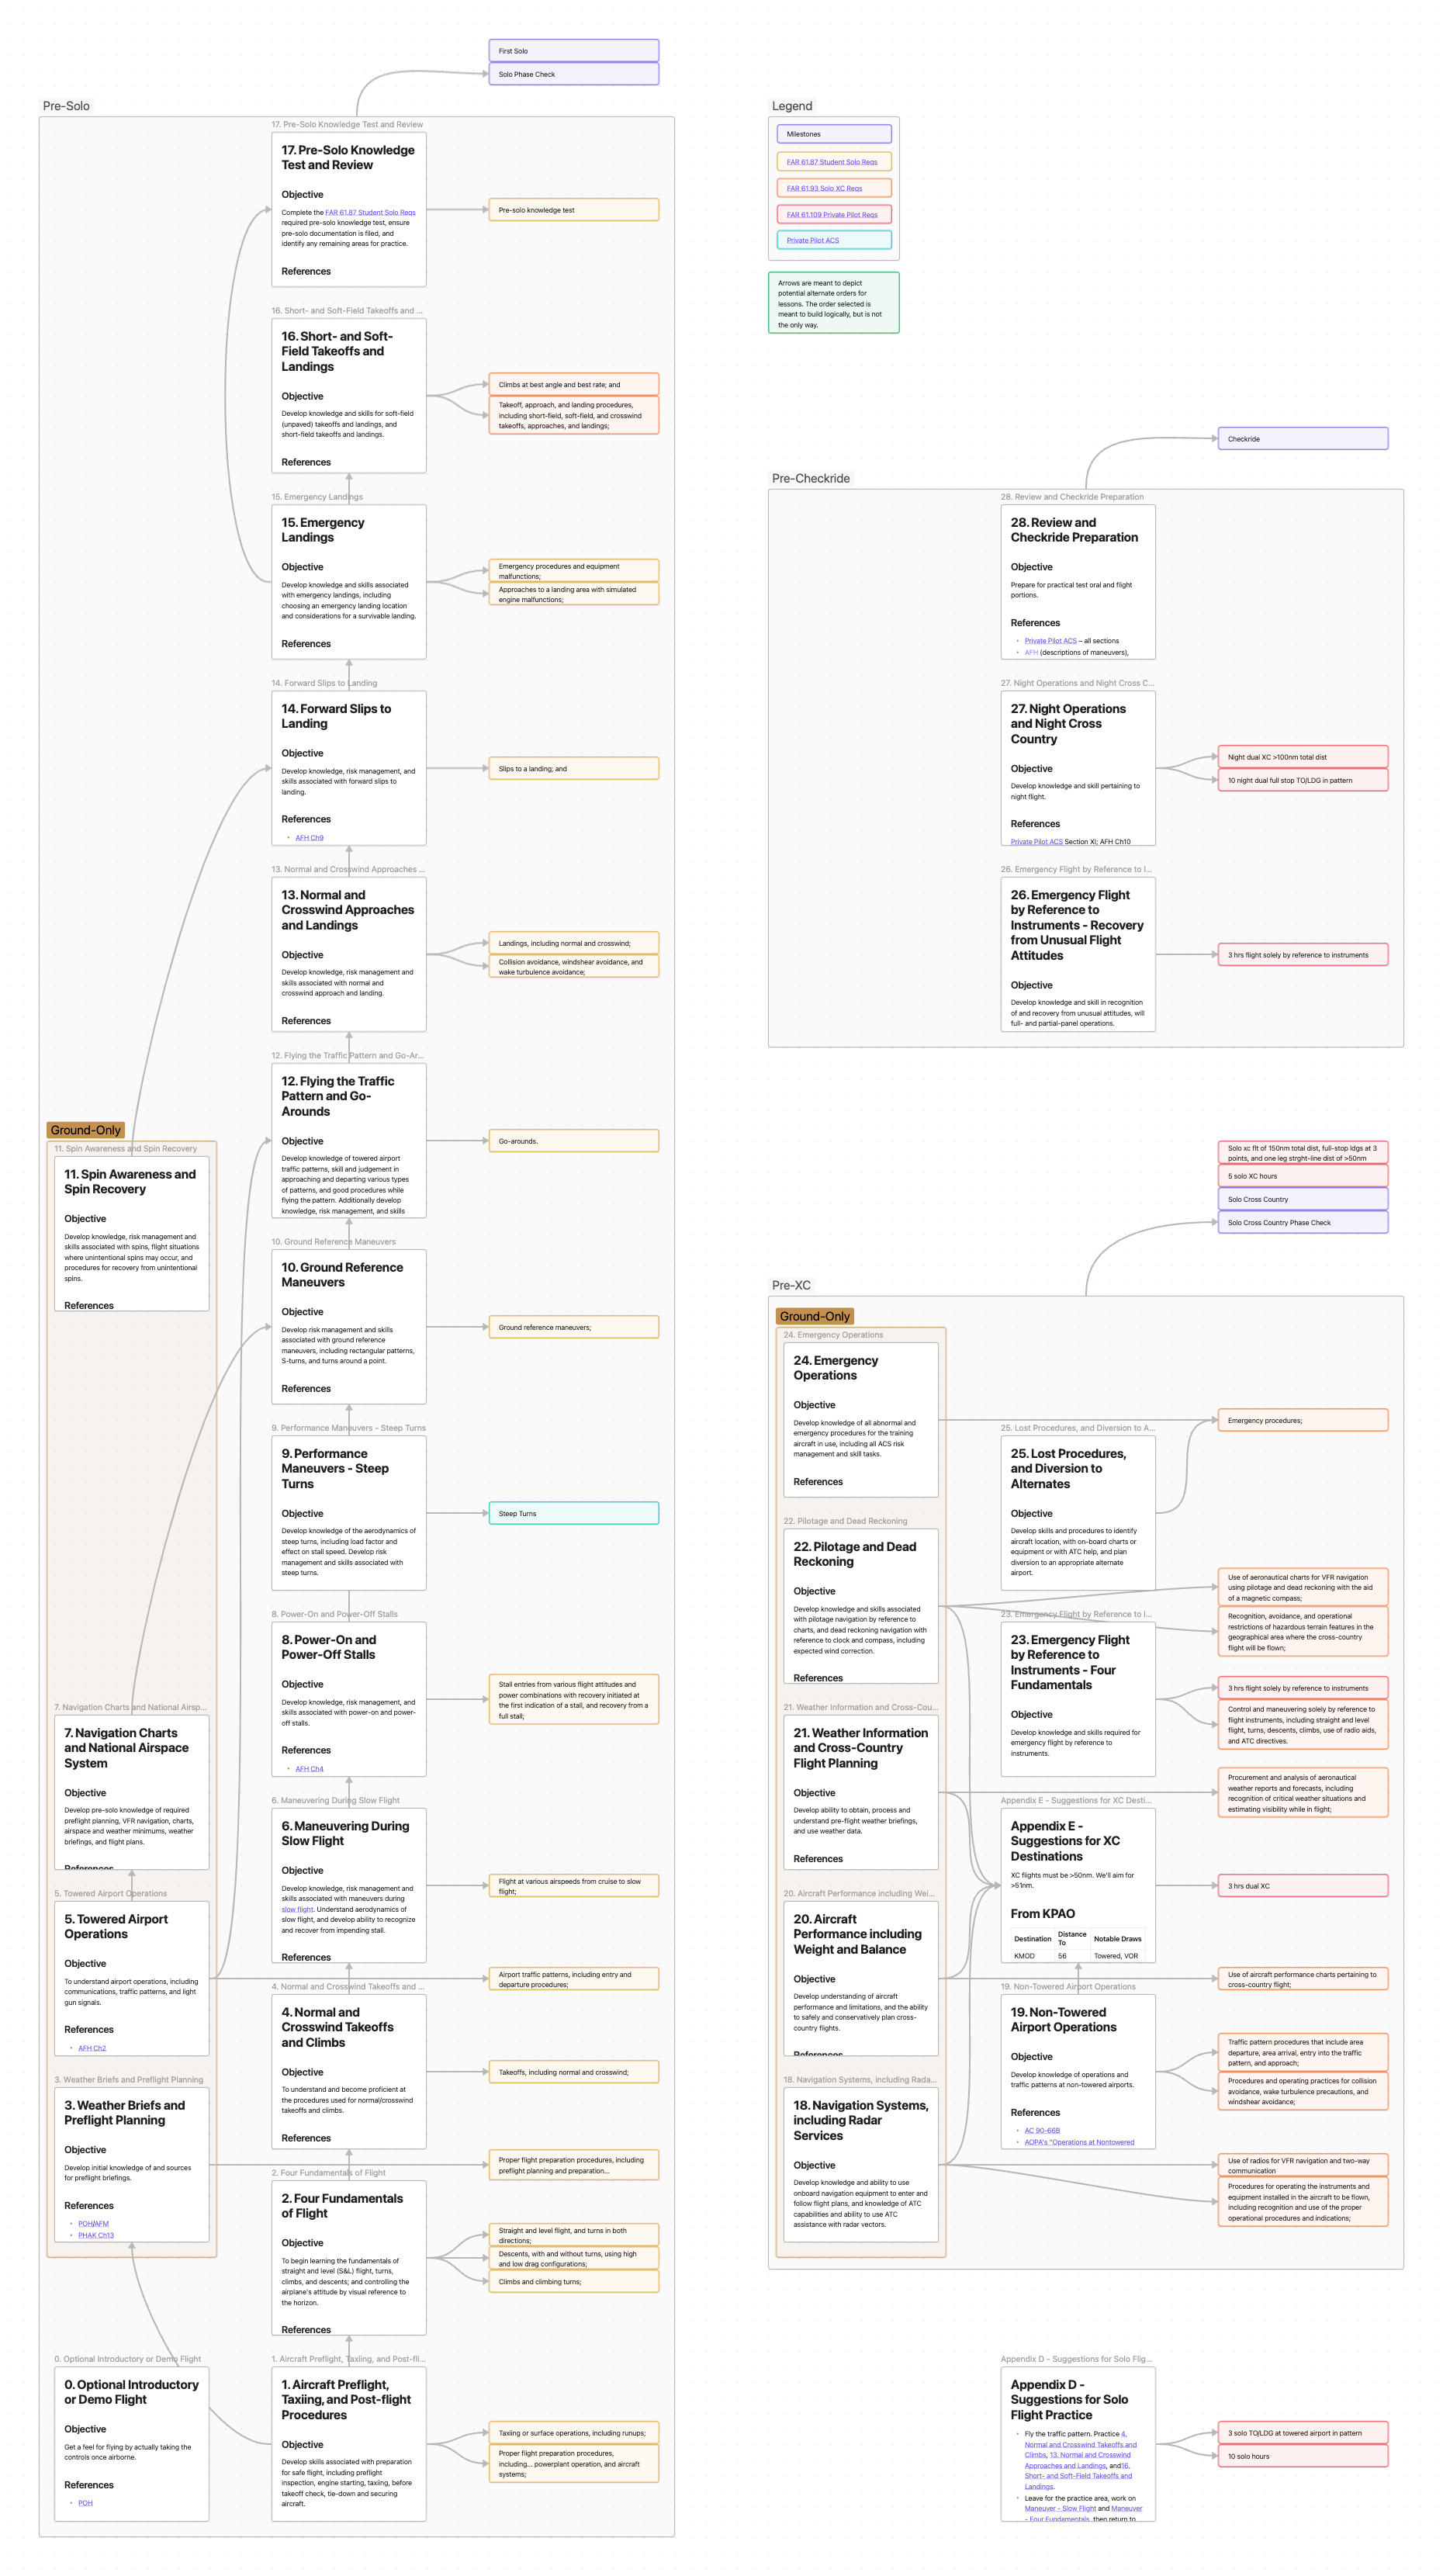 First Solo
Solo Phase Check
Pre-Solo
17. Pre-Solo Knowledge Test and Review
17. Pre-Solo Knowledge
Test and Review
Objective
Complete the FAR 61.87 Student Solo Reqs
required pre-solo knowledge test, ensure
pre-solo documentation is filed, and
identify any remaining areas for practice.
References
Pre-solo knowledge test
16. Short- and Soft-Field Takeoffs and ...
16. Short- and Soft-
Field Takeoffs and
Landings
Objective
Develop knowledge and skills for soft-field
(unpaved) takeoffs and landings, and
short-field takeoffs and landings.
References
Climbs at best angle and best rate; and
Takeoff, approach, and landing procedures,
including short-field, soft-field, and crosswind
takeoffs, approaches, and landings;
15. Emergency Landings
15. Emergency
Landings
Objective
Develop knowledge and skills associated
with emergency landings, including
choosing an emergency landing location
and considerations for a survivable landing.
References
Emergency procedures and equipment
malfunctions;
Approaches to a landing area with simulated
engine malfunctions;
14. Forward Slips to Landing
14. Forward Slips to
Landing
Objective
Develop knowledge, risk management, and
skills associated with forward slips to
landing.
References
• AFH Ch9
Slips to a landing; and
13. Normal and Crosswind Approaches ...
13. Normal and
Crosswind Approaches
and Landings
Objective
Develop knowledge, risk management and
skills associated with normal and
crosswind approach and landing.
References
Landings, including normal and crosswind;
Collision avoidance, windshear avoidance, and
wake turbulence avoidance;
12. Flying the Traffic Pattern and Go-Ar...
12. Flying the Traffic
Pattern and Go-
Arounds
Objective
Develop knowledge of towered airport
traffic patterns, skill and judgement in
approaching and departing various types
of patterns, and good procedures while
flying the pattern. Additionally develop
knowledge, risk management, and skills
Go-arounds.
Ground-Only
11. Spin Awareness and Spin Recovery
11. Spin Awareness and
Spin Recovery
Objective
Develop knowledge, risk management and
skills associated with spins, flight situations
where unintentional spins may occur, and
procedures for recovery from unintentional
spins.
References
10. Ground Reference Maneuvers
10. Ground Reference
Maneuvers
Objective
Develop risk management and skills
associated with ground reference
maneuvers, including rectangular patterns,
S-turns, and turns around a point.
References
Ground reference maneuvers;
9. Performance Maneuvers - Steep Turns
9. Performance
Maneuvers - Steep
Turns
Objective
Develop knowledge of the aerodynamics of
steep turns, including load factor and
effect on stall speed. Develop risk
management and skills associated with
steep turns.
Steep Turns
8. Power-On and Power-Off Stalls
8. Power-On and
Power-Off Stalls
Objective
Develop knowledge, risk management, and
skills associated with power-on and power-
off stalls.
References
• AFH Ch4
Stall entries from various flight attitudes and
power combinations with recovery initiated at
the first indication of a stall, and recovery from a
full stall;
7. Navigation Charts and National Airsp...
7. Navigation Charts
and National Airspace
System
Objective
Develop pre-solo knowledge of required
preflight planning, VFR navigation, charts,
airspace and weather minimums, weather
briefings, and flight plans.
References
6. Maneuvering During Slow Flight
6. Maneuvering During
Slow Flight
Objective
Develop knowledge, risk management and
skills associated with maneuvers during
slow flight. Understand aerodynamics of
slow flight, and develop ability to recognize
and recover from impending stall.
References
Flight at various airspeeds from cruise to slow
flight;
5. Towered Airport Operations
5. Towered Airport
Operations
Objective
To understand airport operations, including
communications, traffic patterns, and light
gun signals.
References
• AFH Ch2
Airport traffic patterns, including entry and
departure procedures;
4. Normal and Crosswind Takeoffs and ...
4. Normal and
Crosswind Takeoffs
and Climbs
Objective
To understand and become proficient at
the procedures used for normal/crosswind
takeoffs and climbs.
References
Takeoffs, including normal and crosswind;
3. Weather Briefs and Preflight Planning
3. Weather Briefs and
Preflight Planning
Objective
Develop initial knowledge of and sources
for preflight briefings.
References
• POH/AFM
• PHAK Ch13
Proper flight preparation procedures, including
preflight planning and preparation...
2. Four Fundamentals of Flight
2. Four Fundamentals
of Flight
Objective
To begin learning the fundamentals of
straight and level (S&L) flight, turns,
climbs, and descents; and controlling the
airplane's attitude by visual reference to
the horizon.
References
Straight and level flight, and turns in both
directions;
Descents, with and without turns, using high
and low drag configurations;
Climbs and climbing turns;
0. Optional Introductory or Demo Flight
0. Optional Introductory
or Demo Flight
Objective
Get a feel for flying by actually taking the
controls once airborne.
References
• POH
1. Aircraft Preflight, Taxiing, and Post-fli...
1. Aircraft Preflight,
Taxiing, and Post-flight
Procedures
Objective
Develop skills associated with preparation
for safe flight, including preflight
inspection, engine starting, taxiing, before
takeoff check, tie-down and securing
aircraft.
Taxiing or surface operations, including runups;
Proper flight preparation procedures,
including... powerplant operation, and aircraft
systems;
Legend
Milestones
FAR 61.87 Student Solo Reqs
FAR 61.93 Solo XC Reqs
FAR 61.109 Private Pilot Reqs
Private Pilot ACS
Arrows are meant to depict
potential alternate orders for
lessons. The order selected is
meant to build logically, but is not
the only way.
Checkride
Pre-Checkride
28. Review and Checkride Preparation
28. Review and
Checkride Preparation
Objective
Prepare for practical test oral and flight
portions.
References
• Private Pilot ACS – all sections
• AFH (descriptions of maneuvers),
27. Night Operations and Night Cross C...
27. Night Operations
and Night Cross
Country
Objective
Develop knowledge and skill pertaining to
night flight.
References
Private Pilot ACS Section XI; AFH Ch10
Night dual XC >100nm total dist
10 night dual full stop TO/LDG in pattern
26. Emergency Flight by Reference to I...
26. Emergency Flight
by Reference to
Instruments - Recovery
from Unusual Flight
Attitudes
Objective
Develop knowledge and skill in recognition
of and recovery from unusual attitudes, will
full- and partial-panel operations.
3 hrs flight solely by reference to instruments
Solo xc flt of 150nm total dist, full-stop ldgs at 3
points, and one leg strght-line dist of >50nm
5 solo XC hours
Solo Cross Country
Solo Cross Country Phase Check
Pre-XC
Ground-Only
24. Emergency Operations
24. Emergency
Operations
Objective
Develop knowledge of all abnormal and
emergency procedures for the training
aircraft in use, including all ACS risk
management and skill tasks.
References
Emergency procedures;
25. Lost Procedures, and Diversion to A...
25. Lost Procedures,
and Diversion to
Alternates
Objective
Develop skills and procedures to identify
aircraft location, with on-board charts or
equipment or with ATC help, and plan
diversion to an appropriate alternate
airport.
22. Pilotage and Dead Reckoning
22. Pilotage and Dead
Reckoning
Objective
Develop knowledge and skills associated
with pilotage navigation by reference to
charts, and dead reckoning navigation with
reference to clock and compass, including
expected wind correction.
References
Use of aeronautical charts for VFR navigation
using pilotage and dead reckoning with the aid
of a magnetic compass;
Recognition, avoidance, and operational
restrictions of hazardous terrain features in the
geographical area where the cross-country
flight will be flown;
23. Emergency Flight by Reference to I...
23. Emergency Flight
by Reference to
Instruments - Four
Fundamentals
Objective
Develop knowledge and skills required for
emergency flight by reference to
instruments.
3 hrs flight solely by reference to instruments
Control and maneuvering solely by reference to
flight instruments, including straight and level
flight, turns, descents, climbs, use of radio aids,
and ATC directives.
21. Weather Information and Cross-Cou...
21. Weather Information
and Cross-Country
Flight Planning
Objective
Develop ability to obtain, process and
understand pre-flight weather briefings,
and use weather data.
References
Procurement and analysis of aeronautical
weather reports and forecasts, including
recognition of critical weather situations and
estimating visibility while in flight;
Appendix E - Suggestions for XC Desti...
Appendix E -
Suggestions for XC
Destinations
XC flights must be >50nm. We'll aim for
>51nm.
From KPAO
Destination Distance To Notable Draws
KMOD 56 Towered, VOR
3 hrs dual XC
20. Aircraft Performance including Wei...
20. Aircraft
Performance including
Weight and Balance
Objective
Develop understanding of aircraft
performance and limitations, and the ability
to safely and conservatively plan cross-
country flights.
References
Use of aircraft performance charts pertaining to
cross-country flight;
19. Non-Towered Airport Operations
19. Non-Towered
Airport Operations
Objective
Develop knowledge of operations and
traffic patterns at non-towered airports.
References
• AC 90-66B
• AOPA's "Operations at Nontowered
Traffic pattern procedures that include area
departure, area arrival, entry into the traffic
pattern, and approach;
Procedures and operating practices for collision
avoidance, wake turbulence precautions, and
windshear avoidance;
18. Navigation Systems, including Rada...
18. Navigation Systems,
including Radar
Services
Objective
Develop knowledge and ability to use
onboard navigation equipment to enter and
follow flight plans, and knowledge of ATC
capabilities and ability to use ATC
assistance with radar vectors.
Use of radios for VFR navigation and two-way
communication
Procedures for operating the instruments and
equipment installed in the aircraft to be flown,
including recognition and use of the proper
operational procedures and indications;
Appendix D - Suggestions for Solo Flig...
Appendix D -
Suggestions for Solo
Flight Practice
• Fly the traffic pattern. Practice 4.
Normal and Crosswind Takeoffs and
Climbs, 13. Normal and Crosswind
Approaches and Landings, and16.
Short- and Soft-Field Takeoffs and
Landings.
• Leave for the practice area, work on
Maneuver - Slow Flight and Maneuver
- Four Fundamentals, then return to
3 solo TO/LDG at towered airport in pattern
10 solo hours